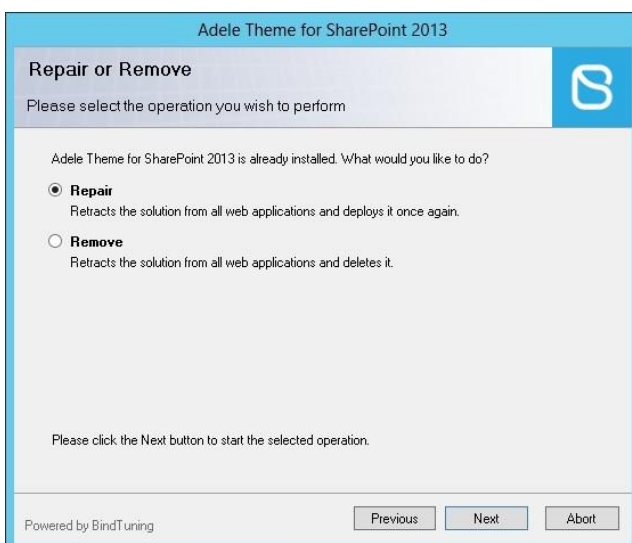 Adele Theme for SharePoint 2013
Repair or Remove
Please select the operation you wish to perform
Adele Theme for SharePoint 2013 is already installed. What would you like to do?
Repair
Retracts the solution from all web applications and deploys it once again.
Remove
Retracts the solution from all web applications and deletes it.
Please click the Next button to start the selected operation.
Powered by BindTuning
Previous Next Abort